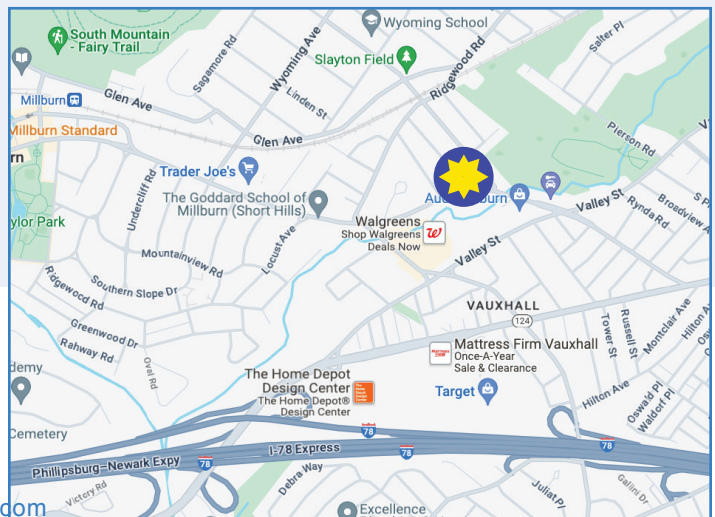 Wyoming School
South Mountain
- Fairy Trail
Sagamore Rd
Wyoming Ave
Slayton Field
Ridgewood Rd
Salter Pl
Millburn
Glen Ave
Linden St
Millburn Standard
Glen Ave
Pierson Rd
rn
Trader Joe's
Undercliff Rd
The Goddard School of
Millburn (Short Hills)
Valley St
Rynda Rd
Broadview A
S P
ylor Park
Walgreens
Shop Walgreens
Deals Now
Locust Ave
Mountainview Rd
Valley St
Ridgewood Rd
Southern Slope Dr
VAUXHALL
124
Greenwood Dr
Rahway Rd
Oval Rd
Tower St
Russell St
Montclair Ave
Hilton A
Mattress Firm Vauxhall
Once-A-Year
Sale & Clearance
demy
The Home Depot
Design Center
The Home Depot®
Design Center
Target
Hilton Ave
Oswald Pl
Waldorf Pl
Cemetery
78
78
78
78
I-78 Express
Phillipsburg-Newark Expy
Debra Way
Victory Rd
Juliat Pl
Gallini Dr
com
Excellence